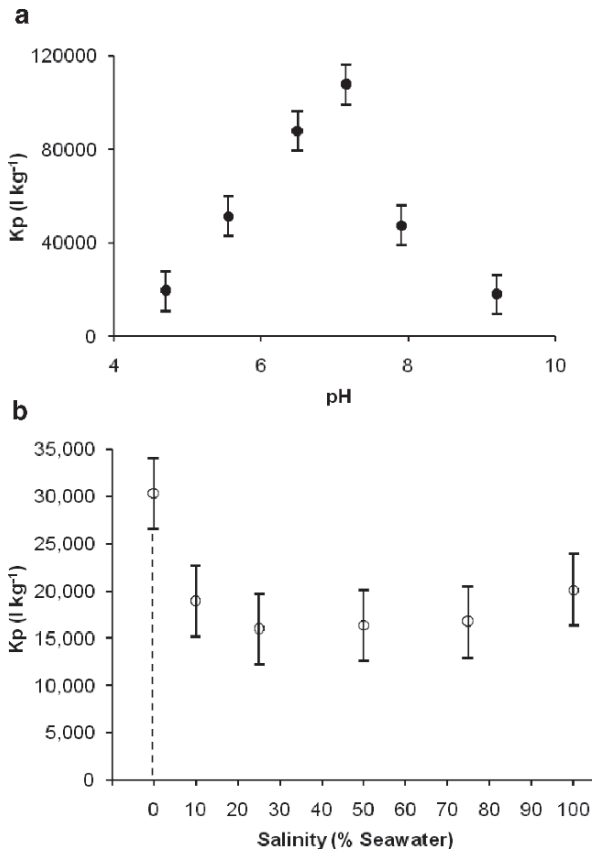 a
120000
80000
40000
0
Kp (l kg⁻¹)
4 6 8 10
pH
b
35,000
30,000
25,000
20,000
15,000
10,000
5,000
0
Kp (l kg⁻¹)
0 10 20 30 40 50 60 70 80 90 100
Salinity (% Seawater)